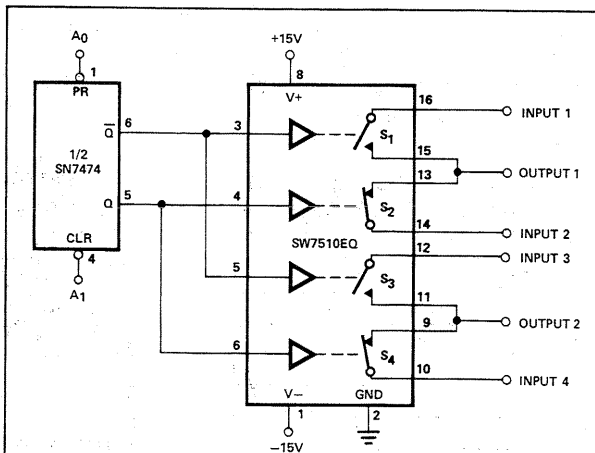 A0
+15V
1
PR
8
V+
16
INPUT 1
Q
6
3
S1
1/2
SN7474
15
13
OUTPUT 1
Q
5
4
S2
14
INPUT 2
SW7510EQ
12
INPUT 3
CLR
4
5
S3
A1
11
9
OUTPUT 2
6
S4
10
INPUT 4
V−
GND
1
2
−15V